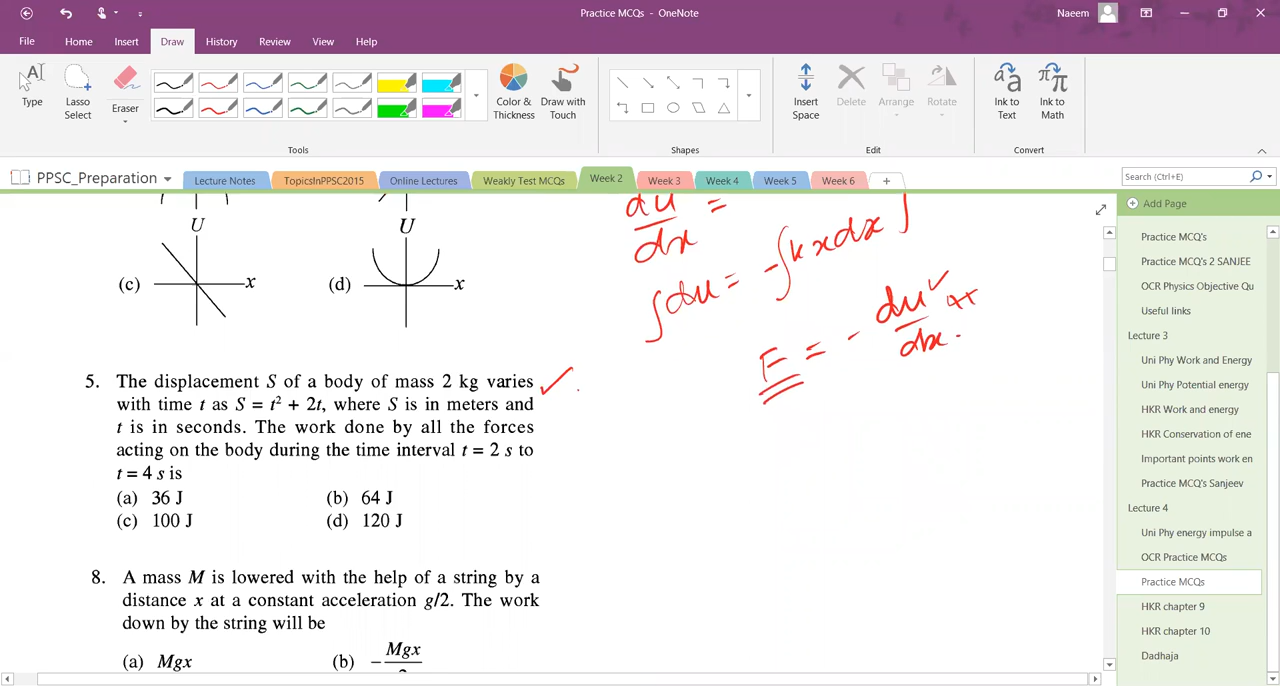 Practice MCQs - OneNote
Naeem
File Home Insert Draw History Review View Help
Type
Lasso Select
Eraser
Color & Thickness
Draw with Touch
Insert Space
Delete
Arrange
Rotate
Ink to Text
Ink to Math
Tools
Shapes
Edit
Convert
PPSC_Preparation
Lecture Notes
TopicsInPPSC2015
Online Lectures
Weakly Test MCQs
Week 2
Week 3
Week 4
Week 5
Week 6
+
Search (Ctrl+E)
Add Page
Practice MCQ's
Practice MCQ's 2 SANJEE
OCR Physics Objective Qu
Useful links
Lecture 3
Uni Phy Work and Energy
Uni Phy Potential energy
HKR Work and energy
HKR Conservation of ene
Important points work en
Practice MCQ's Sanjeev
Lecture 4
Uni Phy energy impulse a
OCR Practice MCQs
Practice MCQs
HKR chapter 9
HKR chapter 10
Dadhaja
U U
(c) x (d) x
du/dx =
∫du = -∫kxdx
F = - du/dx
5. The displacement S of a body of mass 2 kg varies
with time t as S = t² + 2t, where S is in meters and
t is in seconds. The work done by all the forces
acting on the body during the time interval t = 2 s to
t = 4 s is
(a) 36 J (b) 64 J
(c) 100 J (d) 120 J
8. A mass M is lowered with the help of a string by a
distance x at a constant acceleration g/2. The work
down by the string will be
(a) Mgx (b) - Mgx